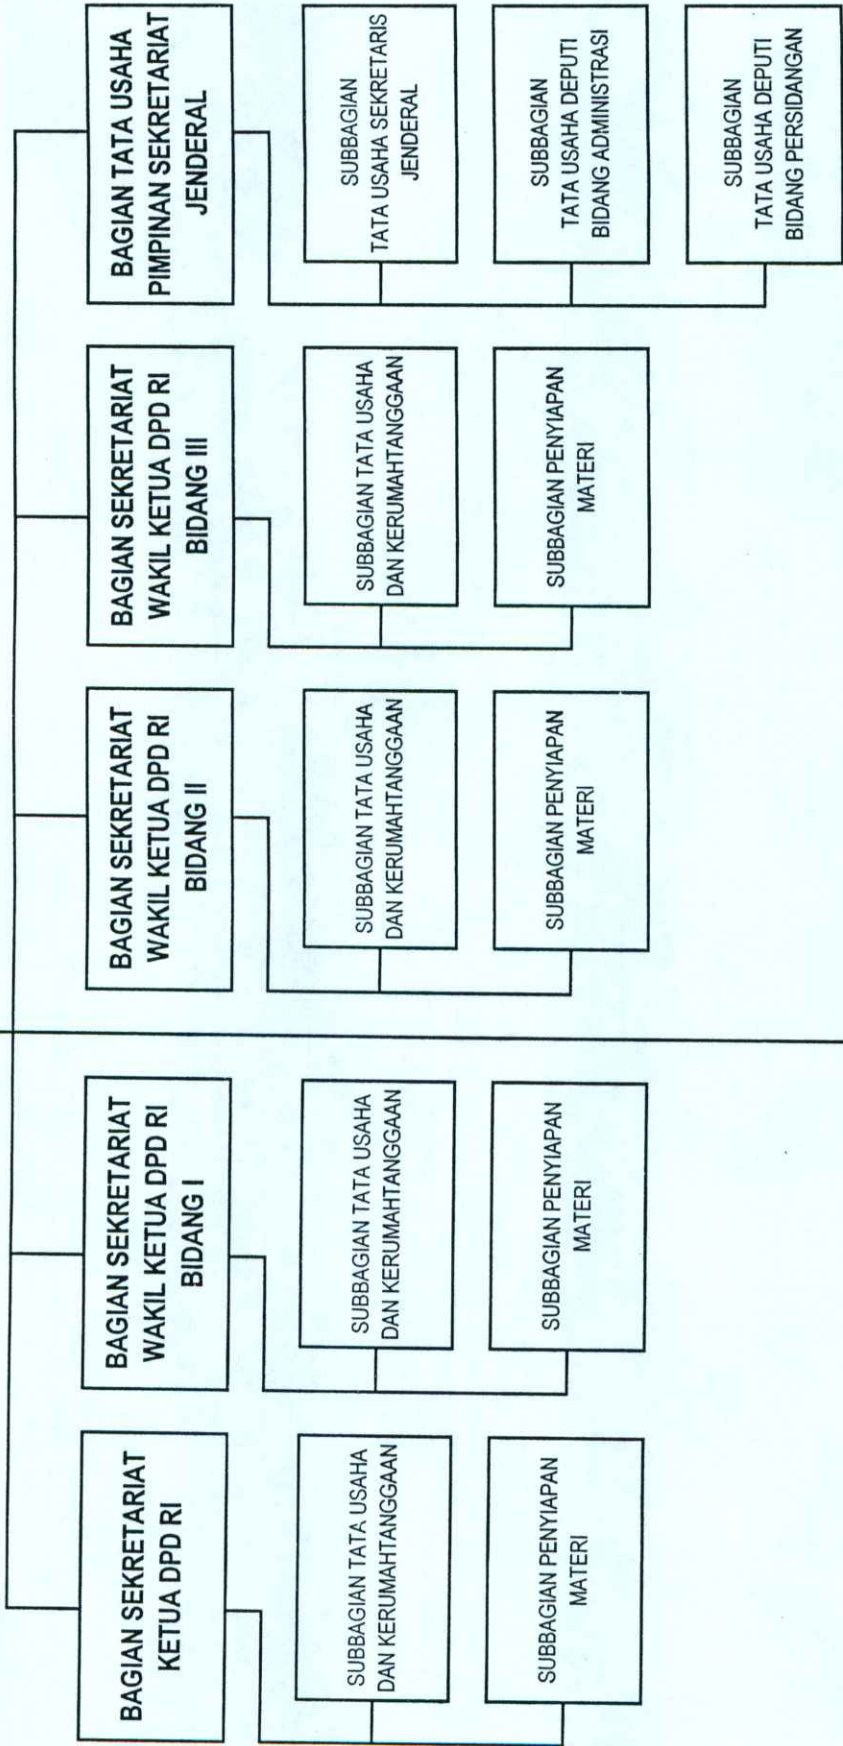 BAGIAN SEKRETARIAT
KETUA DPD RI
SUBBAGIAN TATA USAHA
DAN KERUMAHTANGGAAN
SUBBAGIAN PENYIAPAN
MATERI
BAGIAN SEKRETARIAT
WAKIL KETUA DPD RI
BIDANG I
SUBBAGIAN TATA USAHA
DAN KERUMAHTANGGAAN
SUBBAGIAN PENYIAPAN
MATERI
BAGIAN SEKRETARIAT
WAKIL KETUA DPD RI
BIDANG II
SUBBAGIAN TATA USAHA
DAN KERUMAHTANGGAAN
SUBBAGIAN PENYIAPAN
MATERI
BAGIAN SEKRETARIAT
WAKIL KETUA DPD RI
BIDANG III
SUBBAGIAN TATA USAHA
DAN KERUMAHTANGGAAN
SUBBAGIAN PENYIAPAN
MATERI
BAGIAN TATA USAHA
PIMPINAN SEKRETARIAT
JENDERAL
SUBBAGIAN
TATA USAHA SEKRETARIS
JENDERAL
SUBBAGIAN
TATA USAHA DEPUTI
BIDANG ADMINISTRASI
SUBBAGIAN
TATA USAHA DEPUTI
BIDANG PERSIDANGAN